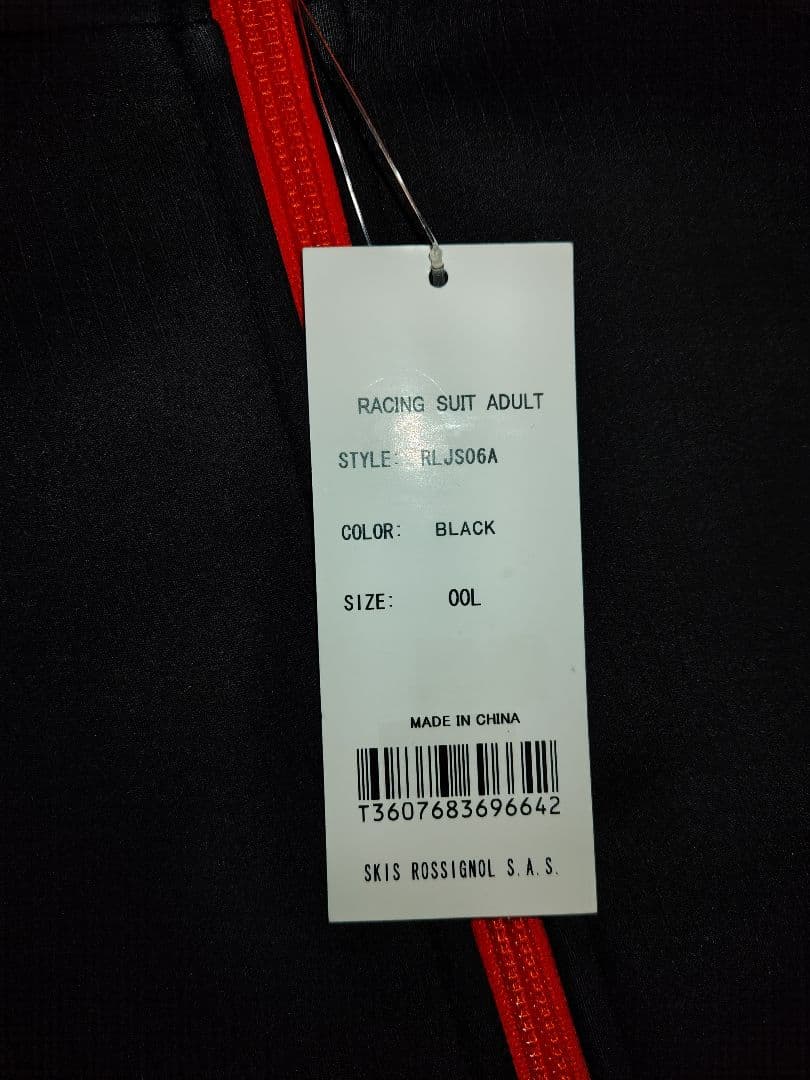 RACING SUIT ADULT
STYLE: RLJS06A
COLOR: BLACK
SIZE: 00L
MADE IN CHINA
T3607683696642
SKIS ROSSIGNOL S.A.S.